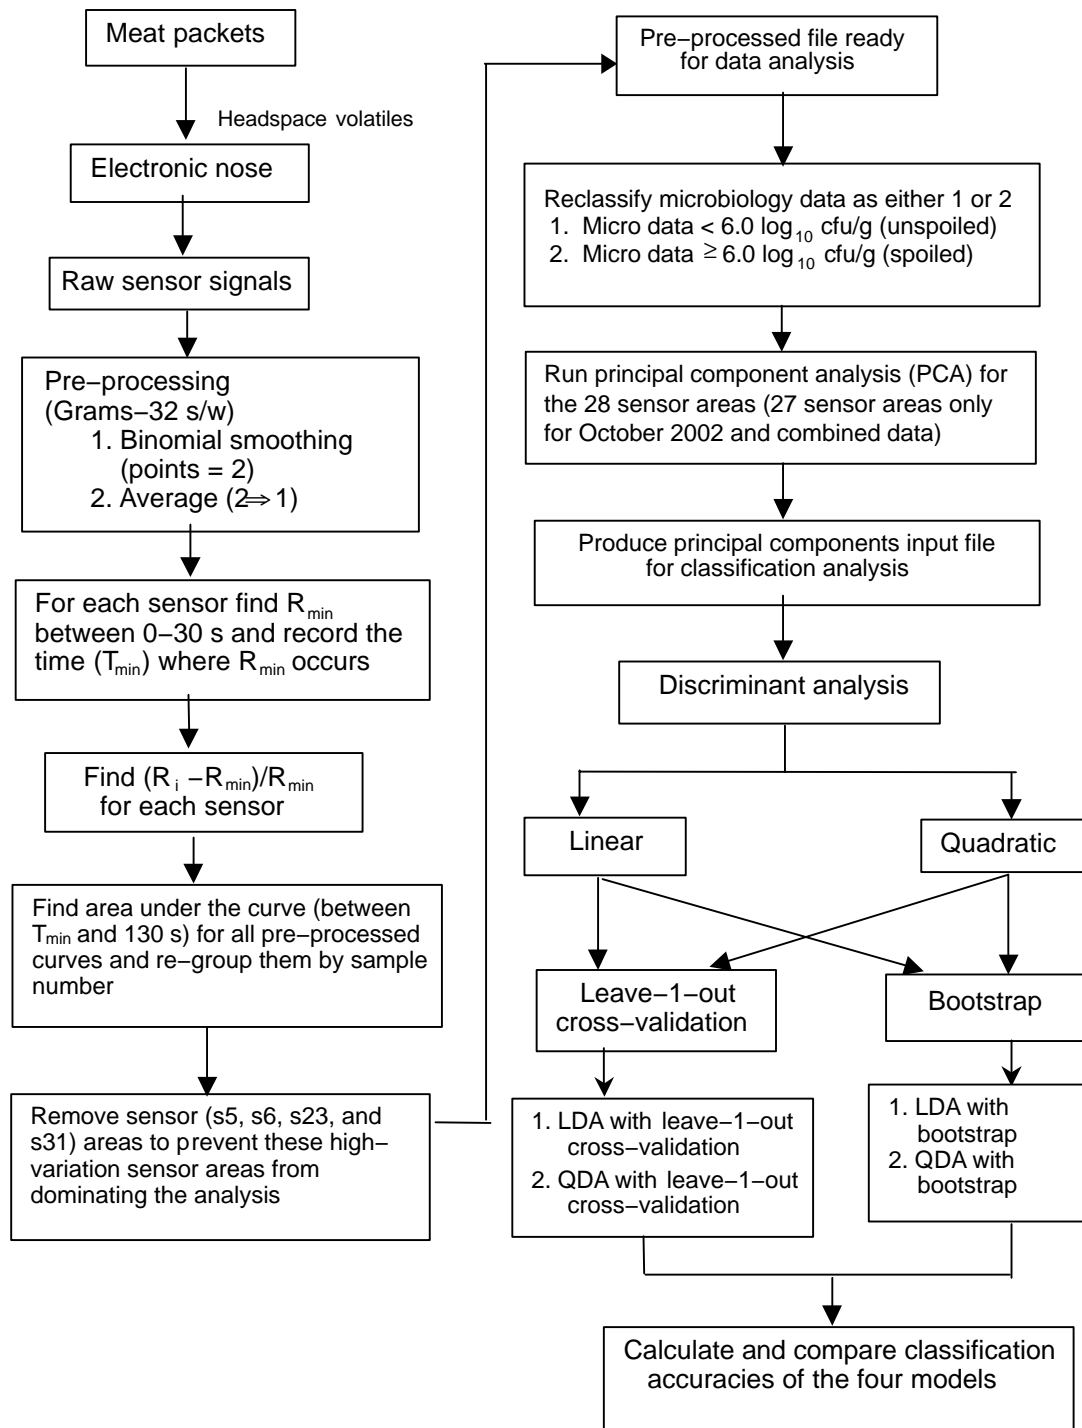 Meat packets
Headspace volatiles
Electronic nose
Raw sensor signals
Pre–processing
(Grams–32 s/w)
1. Binomial smoothing
(points = 2)
2. Average (2⇒1)
For each sensor find Rmin
between 0–30 s and record the
time (Tmin) where Rmin occurs
Find (Ri –Rmin)/Rmin
for each sensor
Find area under the curve (between
Tmin and 130 s) for all pre–processed
curves and re–group them by sample
number
Remove sensor (s5, s6, s23, and
s31) areas to prevent these high–
variation sensor areas from
dominating the analysis
Pre–processed file ready
for data analysis
Reclassify microbiology data as either 1 or 2
1. Micro data < 6.0 log10 cfu/g (unspoiled)
2. Micro data ≥ 6.0 log10 cfu/g (spoiled)
Run principal component analysis (PCA) for
the 28 sensor areas (27 sensor areas only
for October 2002 and combined data)
Produce principal components input file
for classification analysis
Discriminant analysis
Linear
Quadratic
Leave–1–out
cross–validation
Bootstrap
1. LDA with leave–1–out
cross–validation
2. QDA with leave–1–out
cross–validation
1. LDA with
bootstrap
2. QDA with
bootstrap
Calculate and compare classification
accuracies of the four models